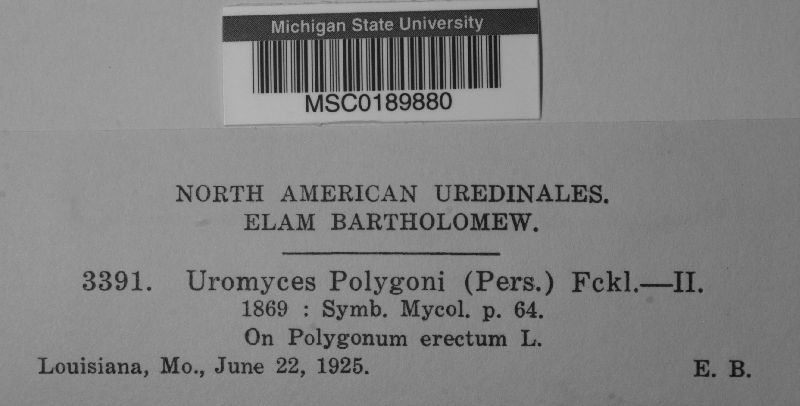 Michigan State University
MSC0189880
NORTH AMERICAN UREDINALES.
ELAM BARTHOLOMEW.
3391. Uromyces Polygoni (Pers.) Fckl.—II.
1869 : Symb. Mycol. p. 64.
On Polygonum erectum L.
Louisiana, Mo., June 22, 1925. E. B.